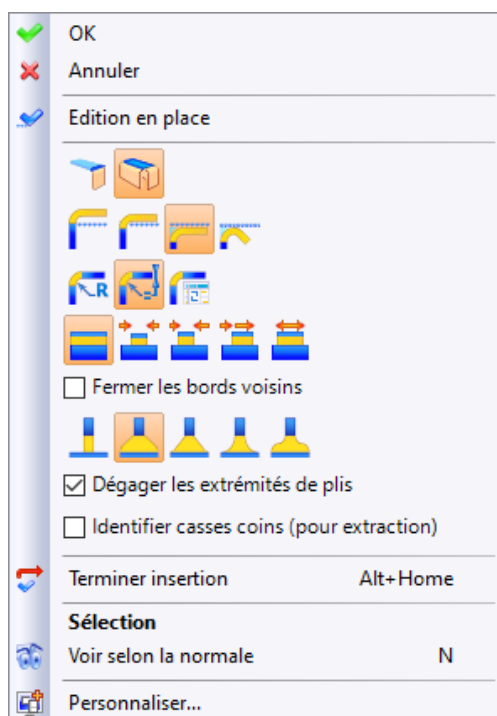 OK
Annuler
Edition en place
R
Fermer les bords voisins
Dégager les extrémités de plis
Identifier casses coins (pour extraction)
Terminer insertion Alt+Home
Sélection
Voir selon la normale N
Personnaliser...